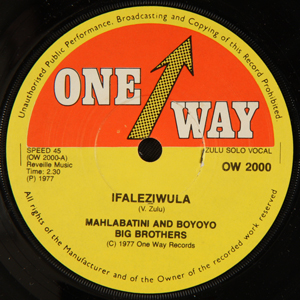 Unauthorised Public Performance, Broadcasting and Copying of this Record Prohibited
ONE
WAY
SPEED 45
(OW 2000-A)
Reveille Music
Time: 2.30
(P) 1977
ZULU SOLO VOCAL
OW 2000
IFALEZIWULA
(V. Zulu)
MAHLABATINI AND BOYOYO
BIG BROTHERS
(C) 1977 One Way Records
All rights of the Manufacturer and of the Owner of the recorded work reserved